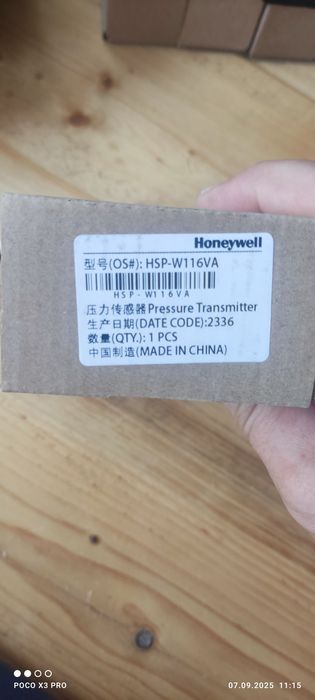 Honeywell
型号(OS#): HSP-W116VA
HSP-W116VA
压力传感器Pressure Transmitter
生产日期(DATE CODE):2336
数量(QTY.): 1 PCS
中国制造(MADE IN CHINA)
POCO X3 PRO
07.09.2025 11:15